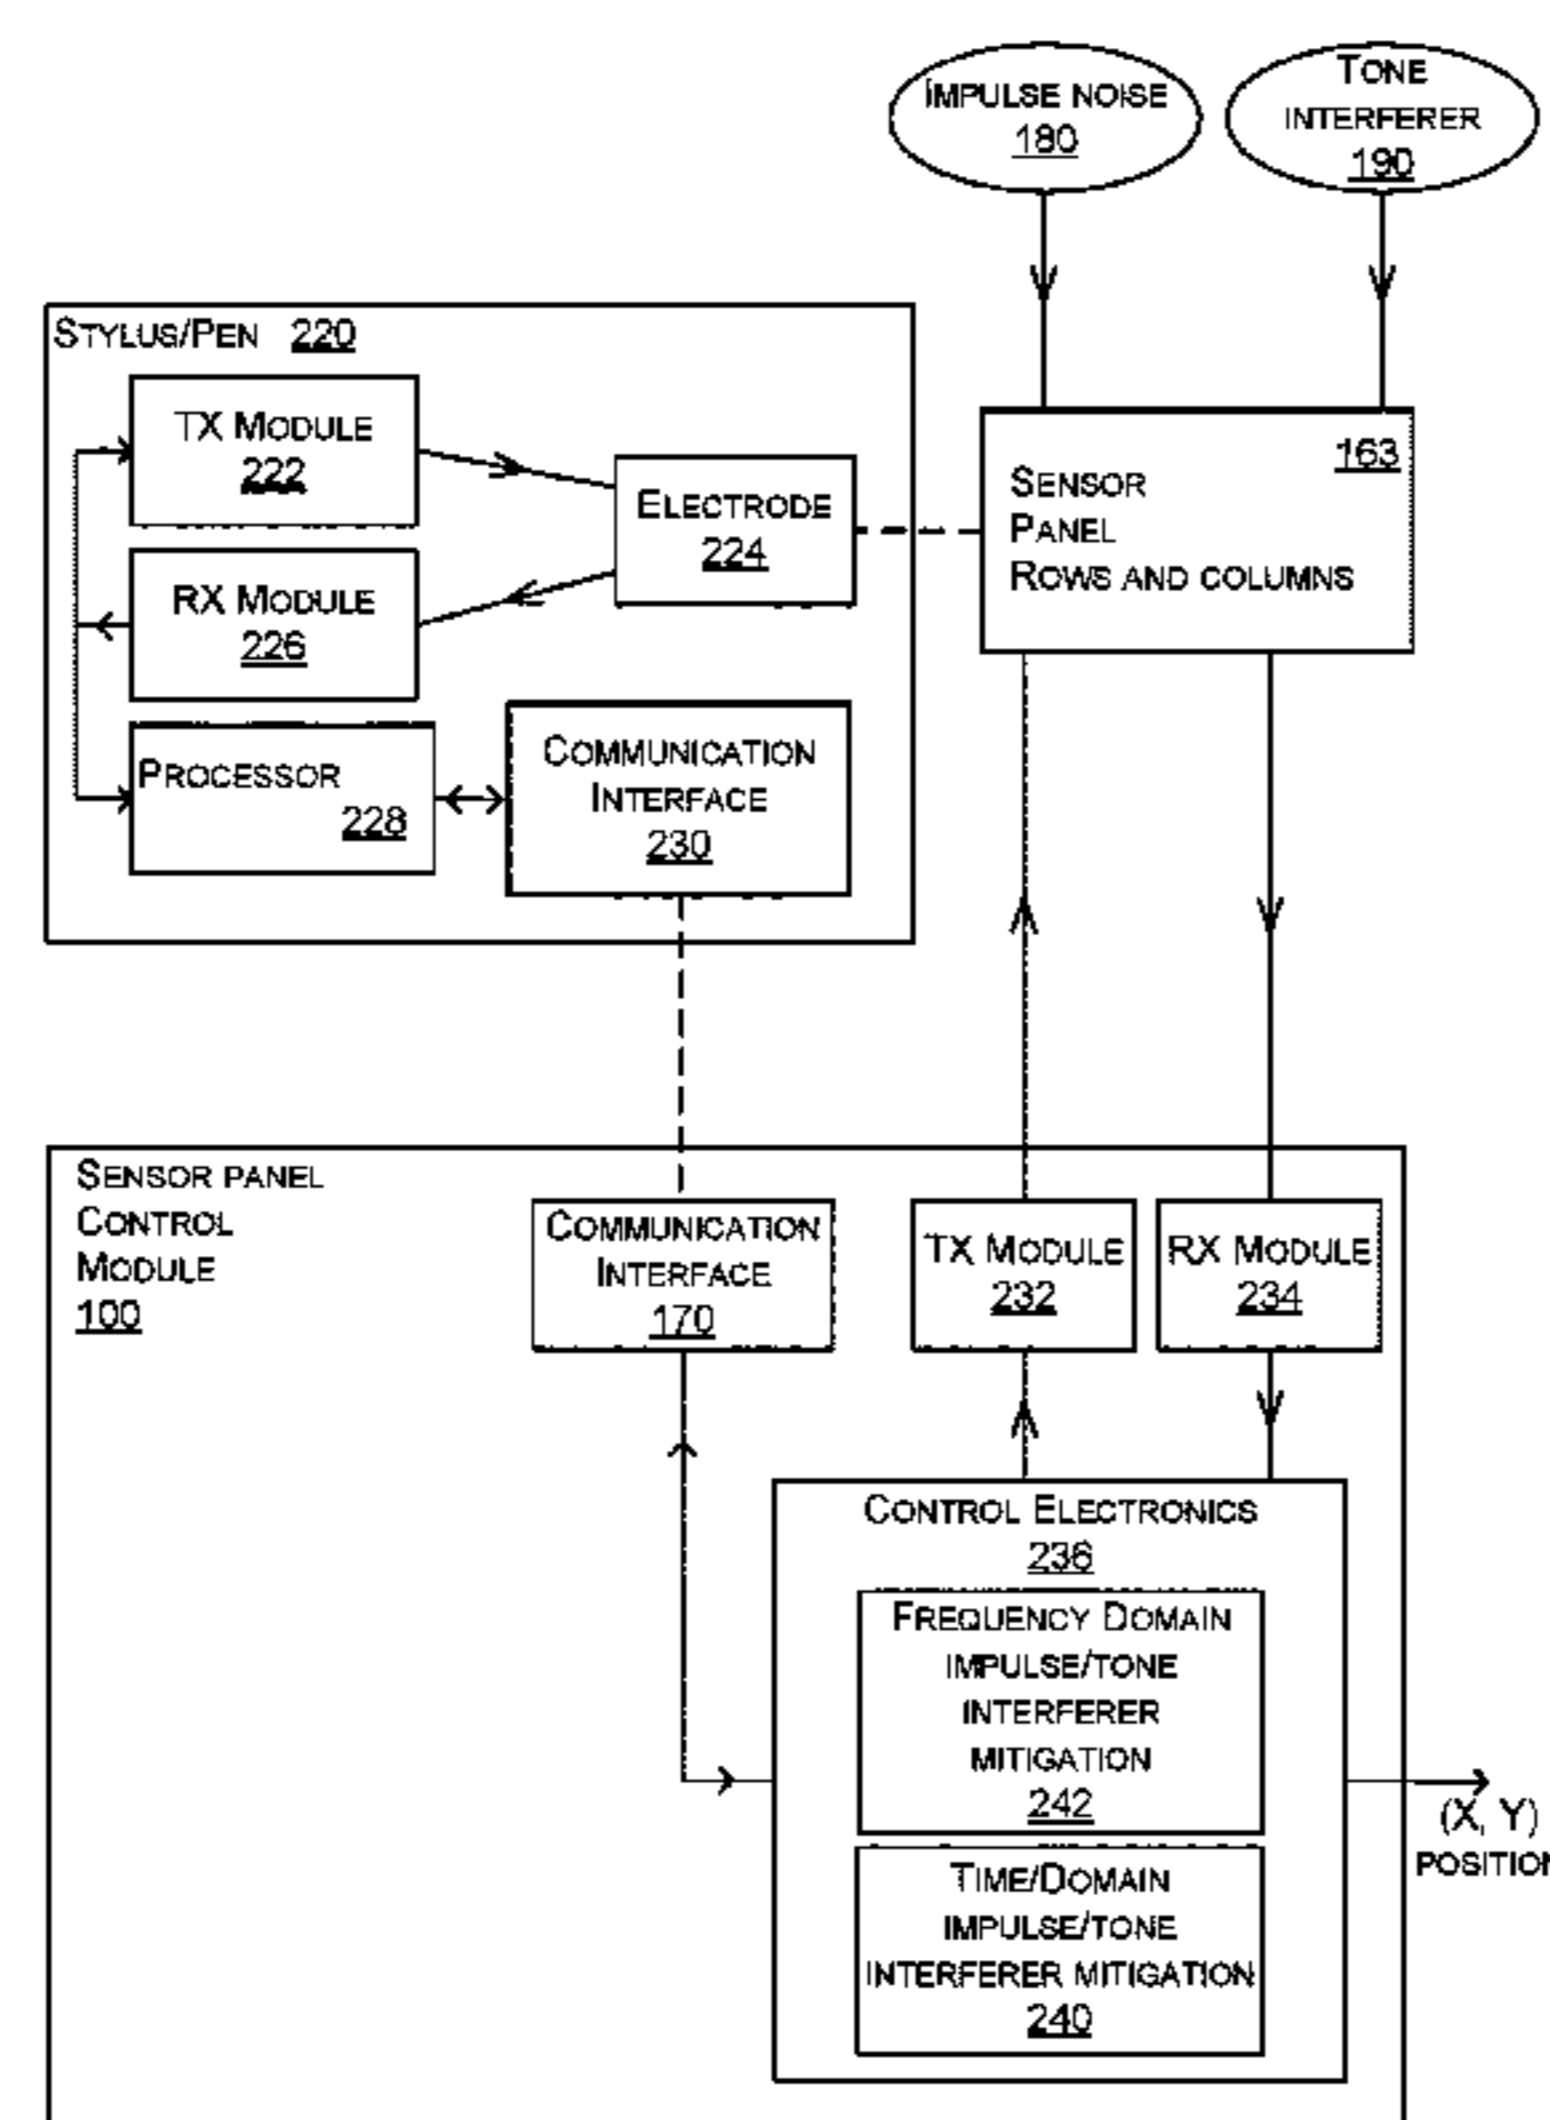 IMPULSE NOISE
180
TONE
INTERFERER
190
STYLUS/PEN 220
TX MODULE
222
ELECTRODE
224
RX MODULE
226
PROCESSOR
228
COMMUNICATION
INTERFACE
230
163
SENSOR
PANEL
ROWS AND COLUMNS
SENSOR PANEL
CONTROL
MODULE
100
COMMUNICATION
INTERFACE
170
TX MODULE
232
RX MODULE
234
CONTROL ELECTRONICS
236
FREQUENCY DOMAIN
IMPULSE/TONE
INTERFERER
MITIGATION
242
TIME/DOMAIN
IMPULSE/TONE
INTERFERER MITIGATION
240
(X, Y)
POSITION